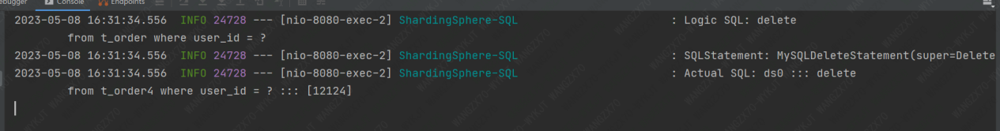 ebugger Console Endpoints
2023-05-08 16:31:34.556  INFO 24728 --- [nio-8080-exec-2] ShardingSphere-SQL                       : Logic SQL: delete
        from t_order where user_id = ?
2023-05-08 16:31:34.556  INFO 24728 --- [nio-8080-exec-2] ShardingSphere-SQL                       : SQLStatement: MySQLDeleteStatement(super=Delete
2023-05-08 16:31:34.556  INFO 24728 --- [nio-8080-exec-2] ShardingSphere-SQL                       : Actual SQL: ds0 ::: delete
        from t_order4 where user_id = ? ::: [12124]